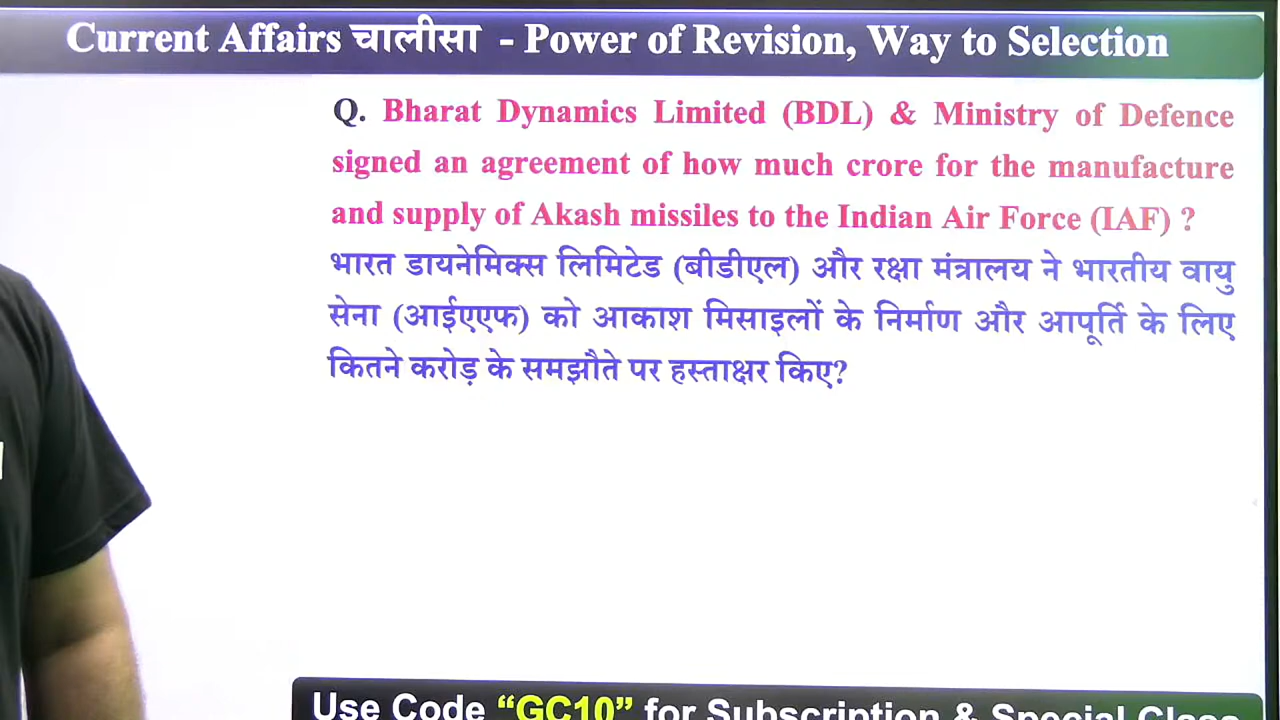 Current Affairs चालीसा - Power of Revision, Way to Selection
Q. Bharat Dynamics Limited (BDL) & Ministry of Defence
signed an agreement of how much crore for the manufacture
and supply of Akash missiles to the Indian Air Force (IAF) ?
भारत डायनेमिक्स लिमिटेड (बीडीएल) और रक्षा मंत्रालय ने भारतीय वायु
सेना (आईएएफ) को आकाश मिसाइलों के निर्माण और आपूर्ति के लिए
कितने करोड़ के समझौते पर हस्ताक्षर किए?
Use Code “GC10” for Subscription & Special Class